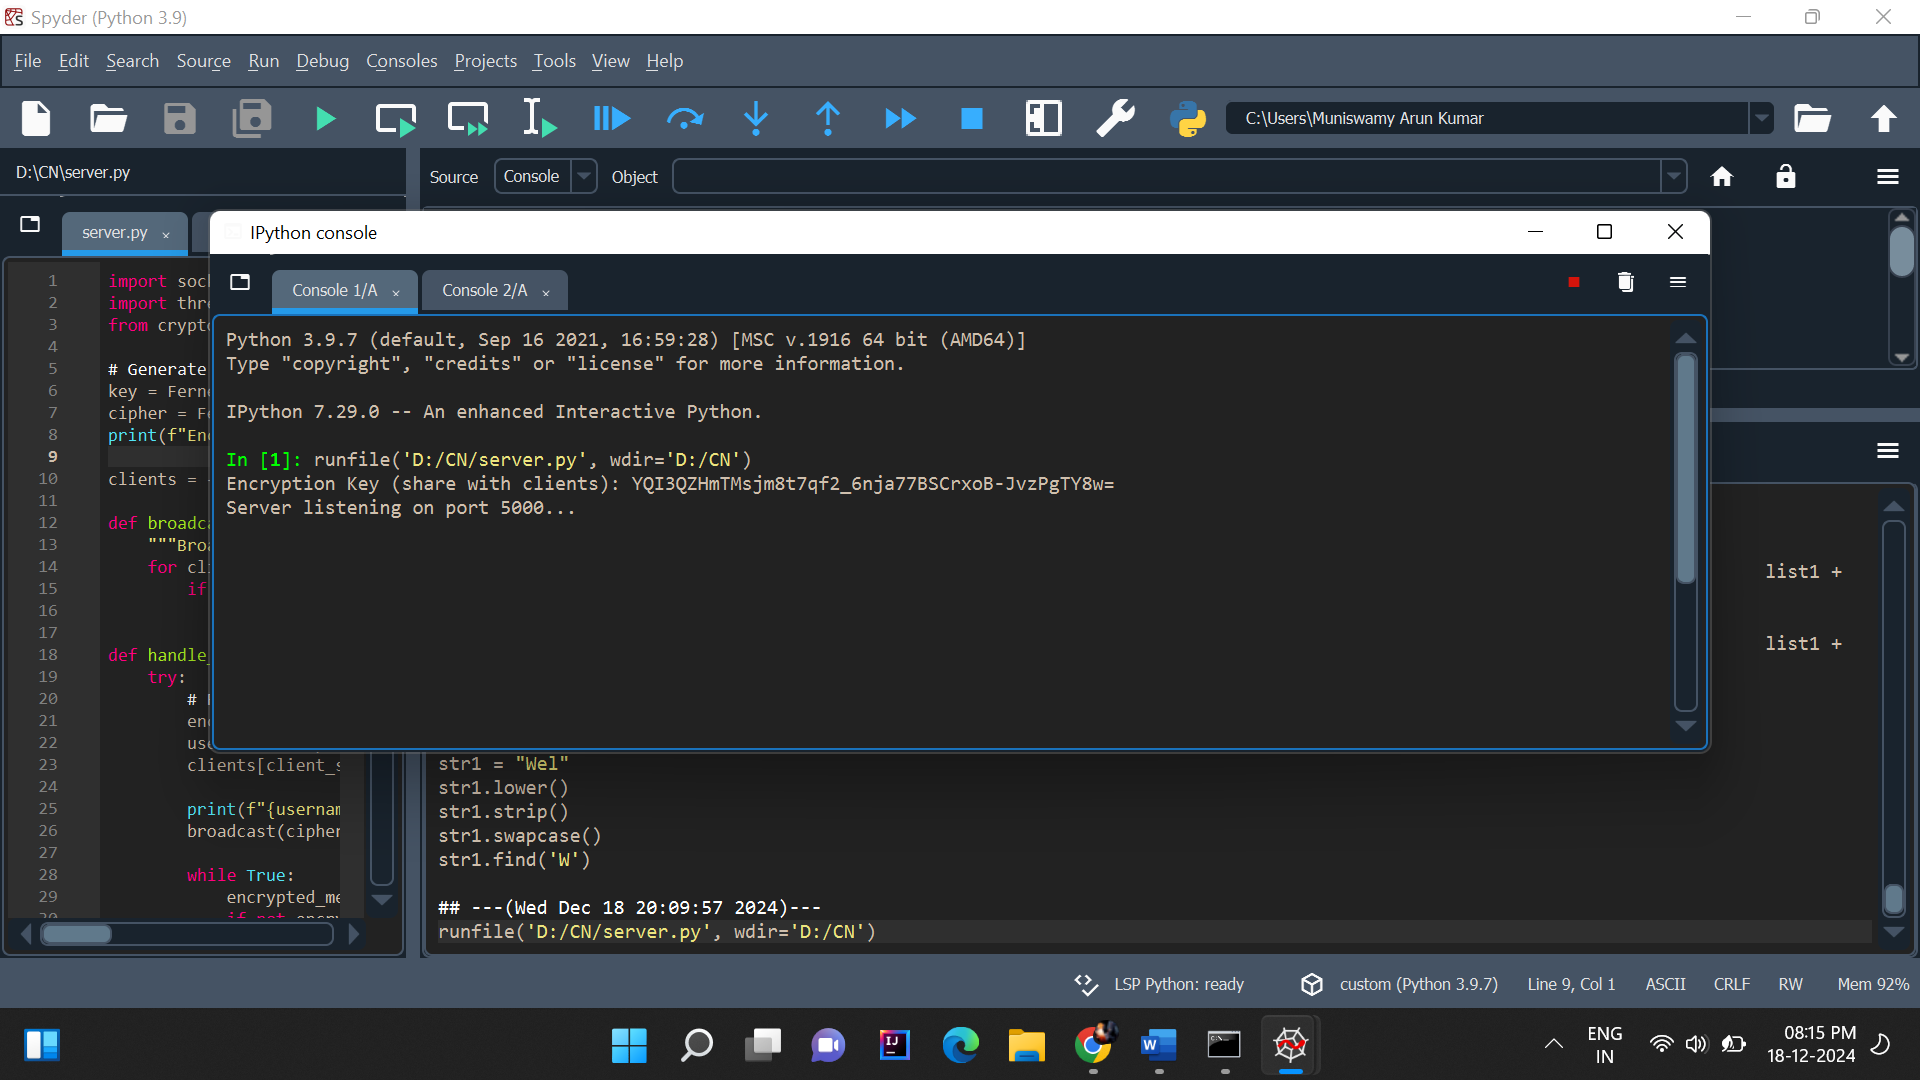 Spyder (Python 3.9)
File Edit Search Source Run Debug Consoles Projects Tools View Help
C:\Users\Muniswamy Arun Kumar
D:\CN\server.py
Source Console Object
server.py
IPython console
Console 1/A Console 2/A
Python 3.9.7 (default, Sep 16 2021, 16:59:28) [MSC v.1916 64 bit (AMD64)]
Type "copyright", "credits" or "license" for more information.
IPython 7.29.0 -- An enhanced Interactive Python.
In [1]: runfile('D:/CN/server.py', wdir='D:/CN')
Encryption Key (share with clients): YQI3QZHmTMsjm8t7qf2_6nja77BSCrxoB-JvzPgTY8w=
Server listening on port 5000...
1 import soc
2 import thr
3 from crypt
4
5 # Generate
6 key = Fern
7 cipher = F
8 print(f"En
9
10 clients =
11
12 def broadc
13 """Bro
14 for cl
15 if
16
17
18 def handle_
19 try:
20 #
21 en
22 us
23 clients[client_s
24
25 print(f"{usernam
26 broadcast(cipher
27
28 while True:
29 encrypted_me
30 if not encry
list1 +
list1 +
str1 = "Wel"
str1.lower()
str1.strip()
str1.swapcase()
str1.find('W')
## ---(Wed Dec 18 20:09:57 2024)---
runfile('D:/CN/server.py', wdir='D:/CN')
LSP Python: ready custom (Python 3.9.7) Line 9, Col 1 ASCII CRLF RW Mem 92%
ENG
IN
08:15 PM
18-12-2024